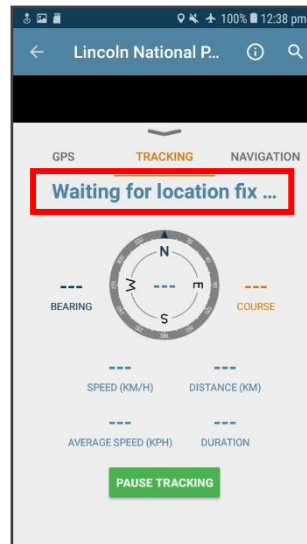 100% 12:38 pm
Lincoln National P...
GPS TRACKING NAVIGATION
Waiting for location fix ...
N
--- W --- E ---
BEARING COURSE
S
--- ---
SPEED (KM/H) DISTANCE (KM)
--- ---
AVERAGE SPEED (KPH) DURATION
PAUSE TRACKING